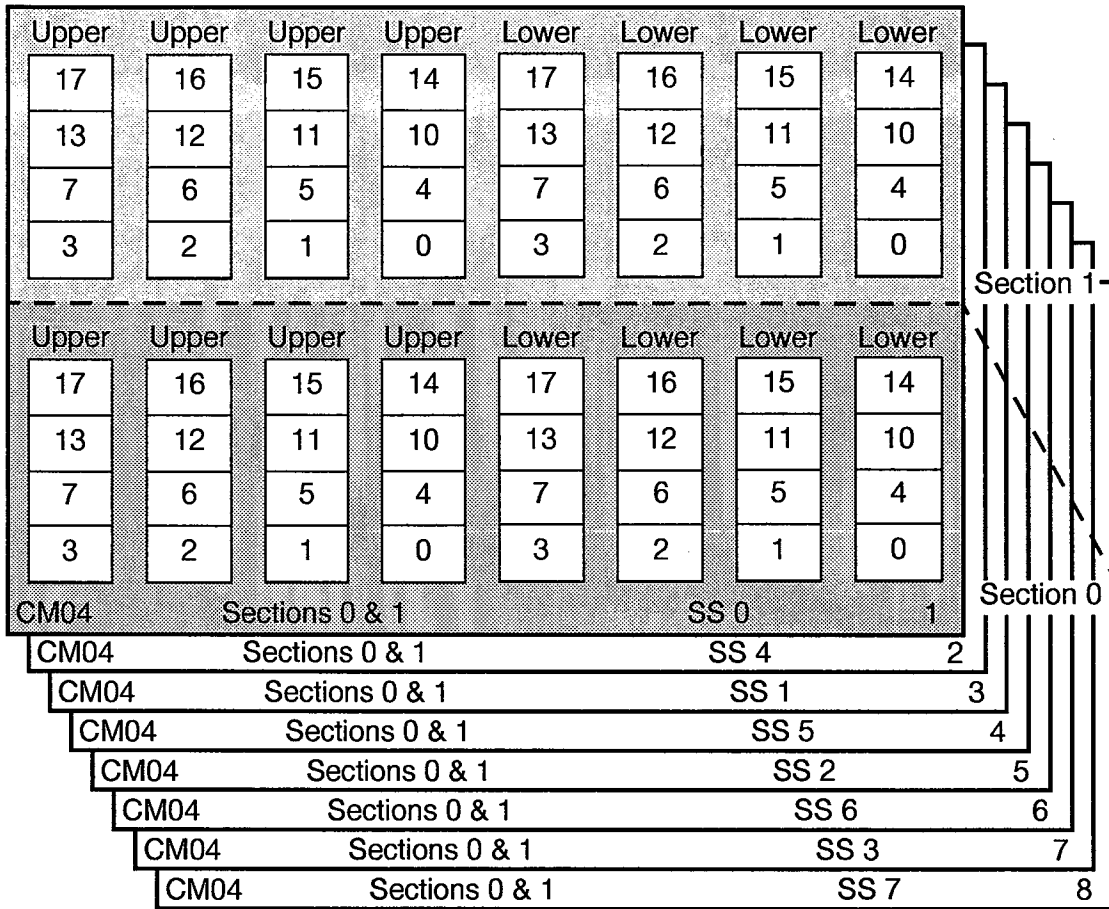 Upper Upper Upper Upper Lower Lower Lower Lower
17 16 15 14 17 16 15 14
13 12 11 10 13 12 11 10
7 6 5 4 7 6 5 4
3 2 1 0 3 2 1 0
Section 1
Upper Upper Upper Upper Lower Lower Lower Lower
17 16 15 14 17 16 15 14
13 12 11 10 13 12 11 10
7 6 5 4 7 6 5 4
3 2 1 0 3 2 1 0
Section 0
CM04 Sections 0 & 1 SS 0 1
CM04 Sections 0 & 1 SS 4 2
CM04 Sections 0 & 1 SS 1 3
CM04 Sections 0 & 1 SS 5 4
CM04 Sections 0 & 1 SS 2 5
CM04 Sections 0 & 1 SS 6 6
CM04 Sections 0 & 1 SS 3 7
CM04 Sections 0 & 1 SS 7 8